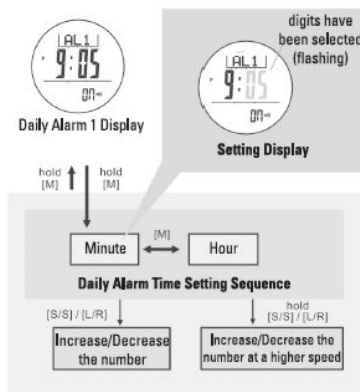 digits have
been selected
(flashing)
AL1
9:05
ON
Daily Alarm 1 Display
AL1
9:05
ON
Setting Display
hold
[M]
hold
[M]
Minute
[M]
Hour
Daily Alarm Time Setting Sequence
[S/S] / [L/R]
hold
[S/S] / [L/R]
Increase/Decrease
the number
Increase/Decrease the
number at a higher speed